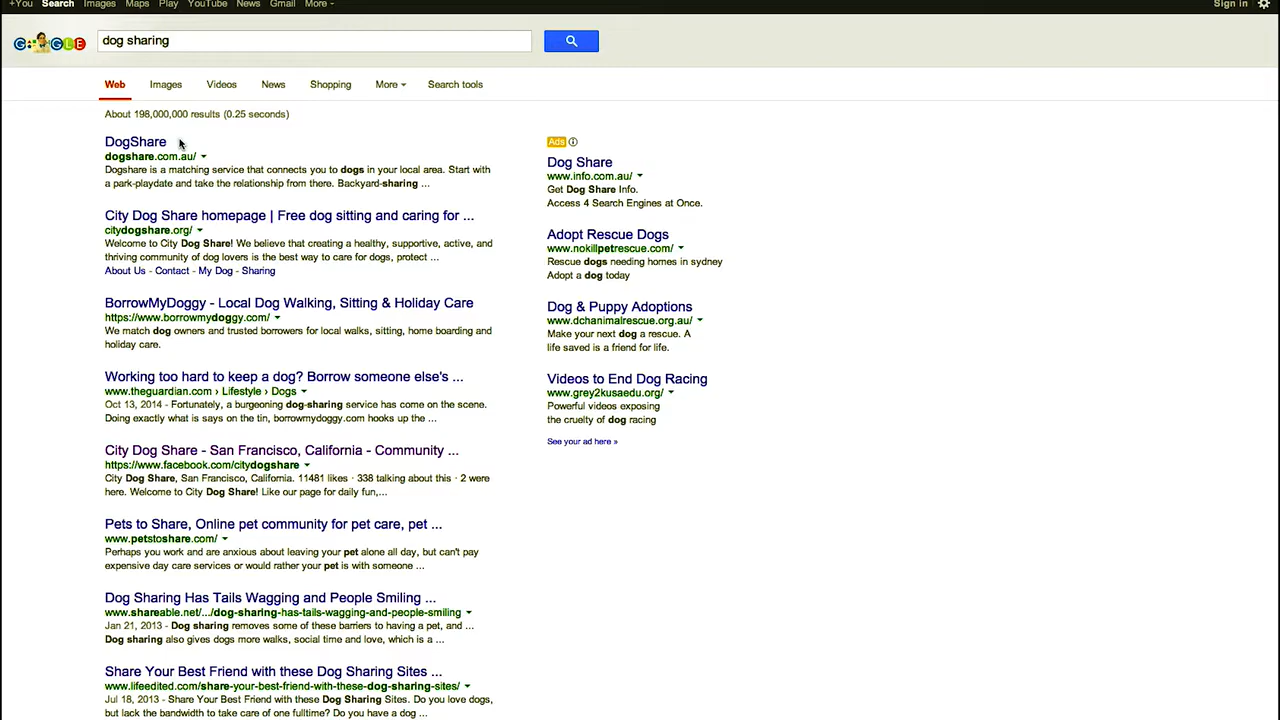 +You Search Images Maps Play YouTube News Gmail More Sign in
GOOGLE
dog sharing
Web Images Videos News Shopping More Search tools
About 198,000,000 results (0.25 seconds)
DogShare
dogshare.com.au/
Dogshare is a matching service that connects you to dogs in your local area. Start with
a park-playdate and take the relationship from there. Backyard-sharing ...
City Dog Share homepage | Free dog sitting and caring for ...
citydogshare.org/
Welcome to City Dog Share! We believe that creating a healthy, supportive, active, and
thriving community of dog lovers is the best way to care for dogs, protect ...
About Us - Contact - My Dog - Sharing
BorrowMyDoggy - Local Dog Walking, Sitting & Holiday Care
https://www.borrowmydoggy.com/
We match dog owners and trusted borrowers for local walks, sitting, home boarding and
holiday care.
Working too hard to keep a dog? Borrow someone else's ...
www.theguardian.com › Lifestyle › Dogs
Oct 13, 2014 - Fortunately, a burgeoning dog-sharing service has come on the scene.
Doing exactly what is says on the tin, borrowmydoggy.com hooks up the ...
City Dog Share - San Francisco, California - Community ...
https://www.facebook.com/citydogshare
City Dog Share, San Francisco, California. 11481 likes · 338 talking about this · 2 were
here. Welcome to City Dog Share! Like our page for daily fun,...
Pets to Share, Online pet community for pet care, pet ...
www.petstoshare.com/
Perhaps you work and are anxious about leaving your pet alone all day, but can't pay
expensive day care services or would rather your pet is with someone ...
Dog Sharing Has Tails Wagging and People Smiling ...
www.shareable.net/.../dog-sharing-has-tails-wagging-and-people-smiling
Jan 21, 2013 - Dog sharing removes some of these barriers to having a pet, and ...
Dog sharing also gives dogs more walks, social time and love, which is a ...
Share Your Best Friend with these Dog Sharing Sites ...
www.lifeedited.com/share-your-best-friend-with-these-dog-sharing-sites/
Jul 18, 2013 - Share Your Best Friend with these Dog Sharing Sites. Do you love dogs,
but lack the bandwidth to take care of one fulltime? Do you have a dog ...
Ads
Dog Share
www.info.com.au/
Get Dog Share Info.
Access 4 Search Engines at Once.
Adopt Rescue Dogs
www.nokillpetrescue.com/
Rescue dogs needing homes in sydney
Adopt a dog today
Dog & Puppy Adoptions
www.dchanimalrescue.org.au/
Make your next dog a rescue. A
life saved is a friend for life.
Videos to End Dog Racing
www.grey2kusaedu.org/
Powerful videos exposing
the cruelty of dog racing
See your ad here »